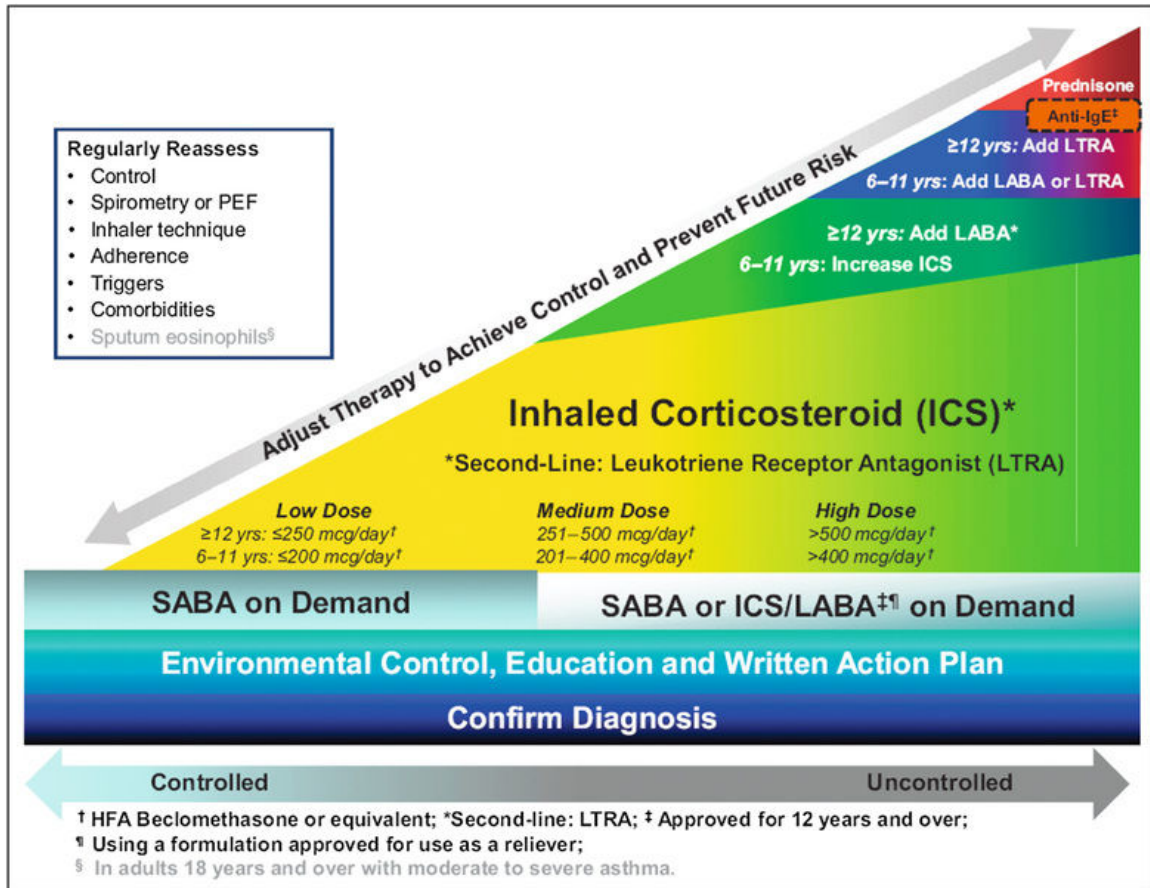 Prednisone
Anti-IgE‡
≥12 yrs: Add LTRA
6–11 yrs: Add LABA or LTRA
≥12 yrs: Add LABA*
6–11 yrs: Increase ICS
Adjust Therapy to Achieve Control and Prevent Future Risk
Regularly Reassess
• Control
• Spirometry or PEF
• Inhaler technique
• Adherence
• Triggers
• Comorbidities
• Sputum eosinophils§
Inhaled Corticosteroid (ICS)*
*Second-Line: Leukotriene Receptor Antagonist (LTRA)
Low Dose
≥12 yrs: ≤250 mcg/day†
6–11 yrs: ≤200 mcg/day†
Medium Dose
251–500 mcg/day†
201–400 mcg/day†
High Dose
>500 mcg/day†
>400 mcg/day†
SABA on Demand
SABA or ICS/LABA‡¶ on Demand
Environmental Control, Education and Written Action Plan
Confirm Diagnosis
Controlled
Uncontrolled
† HFA Beclomethasone or equivalent; *Second-line: LTRA; ‡ Approved for 12 years and over;
¶ Using a formulation approved for use as a reliever;
§ In adults 18 years and over with moderate to severe asthma.